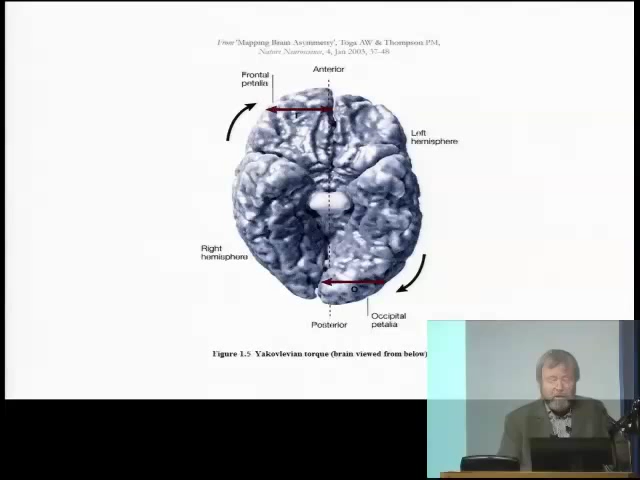 From 'Mapping Brain Asymmetry', Toga AW & Thompson PM,
Nature Neuroscience, 4, Jan 2003, 37-48
Anterior
Frontal
petalia
Left
hemisphere
Right
hemisphere
Occipital
petalia
Posterior
Figure 1.5 Yakovlevian torque (brain viewed from below)